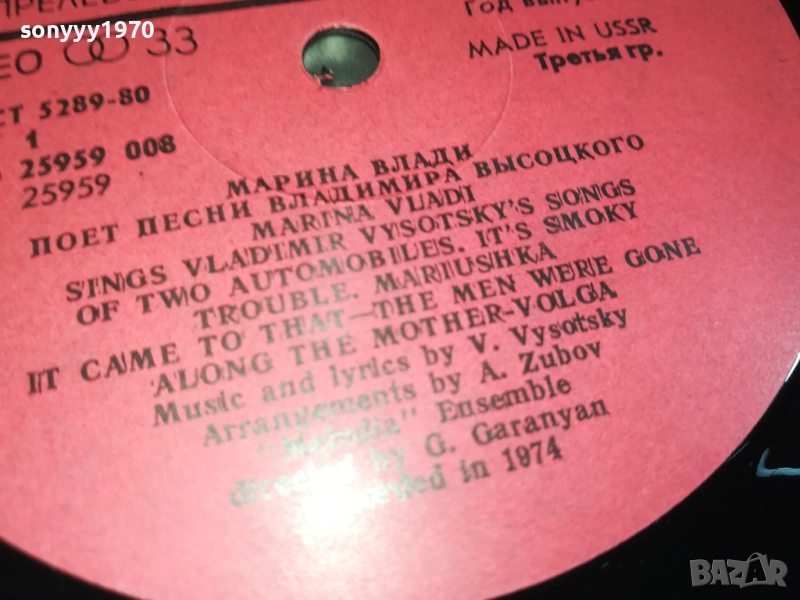 sonyyy1970
Год
MADE IN USSR
Третья гр.
33
5289-80
1
25959 008
25959
МАРИНА ВЛАДИ
ПОЕТ ПЕСНИ ВЛАДИМИРА ВЫСОЦКОГО
MARINA VLADI
SINGS VLADIMIR VYSOTSKY'S SONGS
OF TWO AUTOMOBILES. IT'S SMOKY
TROUBLE. MARIUSHKA
IT CAME TO THAT—THE MEN WERE GONE
ALONG THE MOTHER-VOLGA
Music and lyrics by V. Vysotsky
Arrangements by A. Zubov
"Melodia" Ensemble
directed by G. Garanyan
in 1974
BAZAR